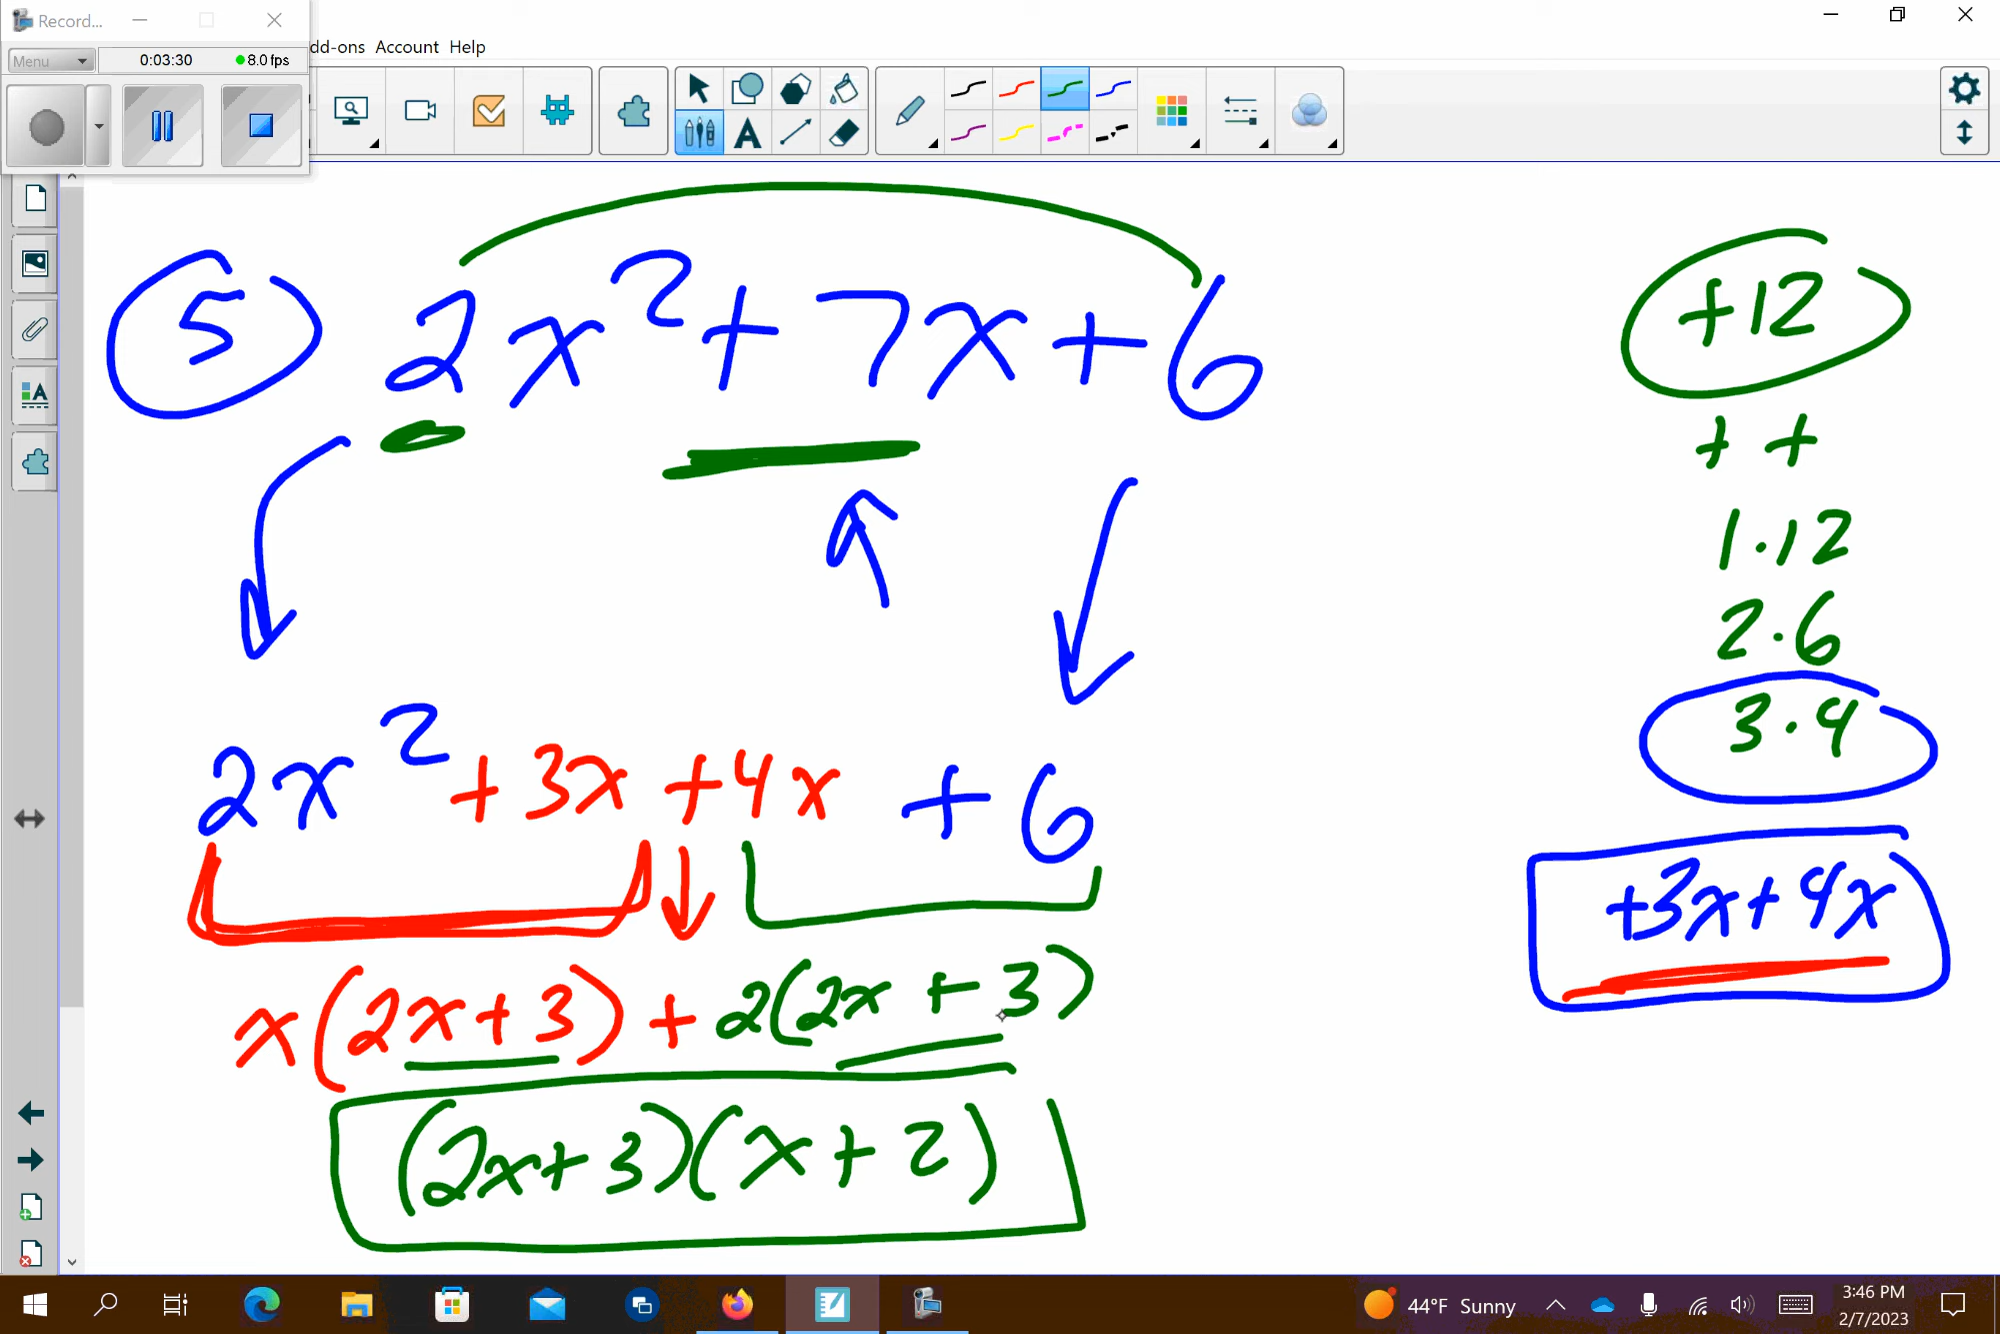 Record...
Menu
0:03:30
8.0 fps
dd-ons Account Help
5
2x² + 7x + 6
+12
+ +
1 · 12
2 · 6
3 · 4
+3x + 4x
2x² + 3x + 4x + 6
x(2x + 3) + 2(2x + 3)
(2x + 3)(x + 2)
44°F Sunny
3:46 PM
2/7/2023